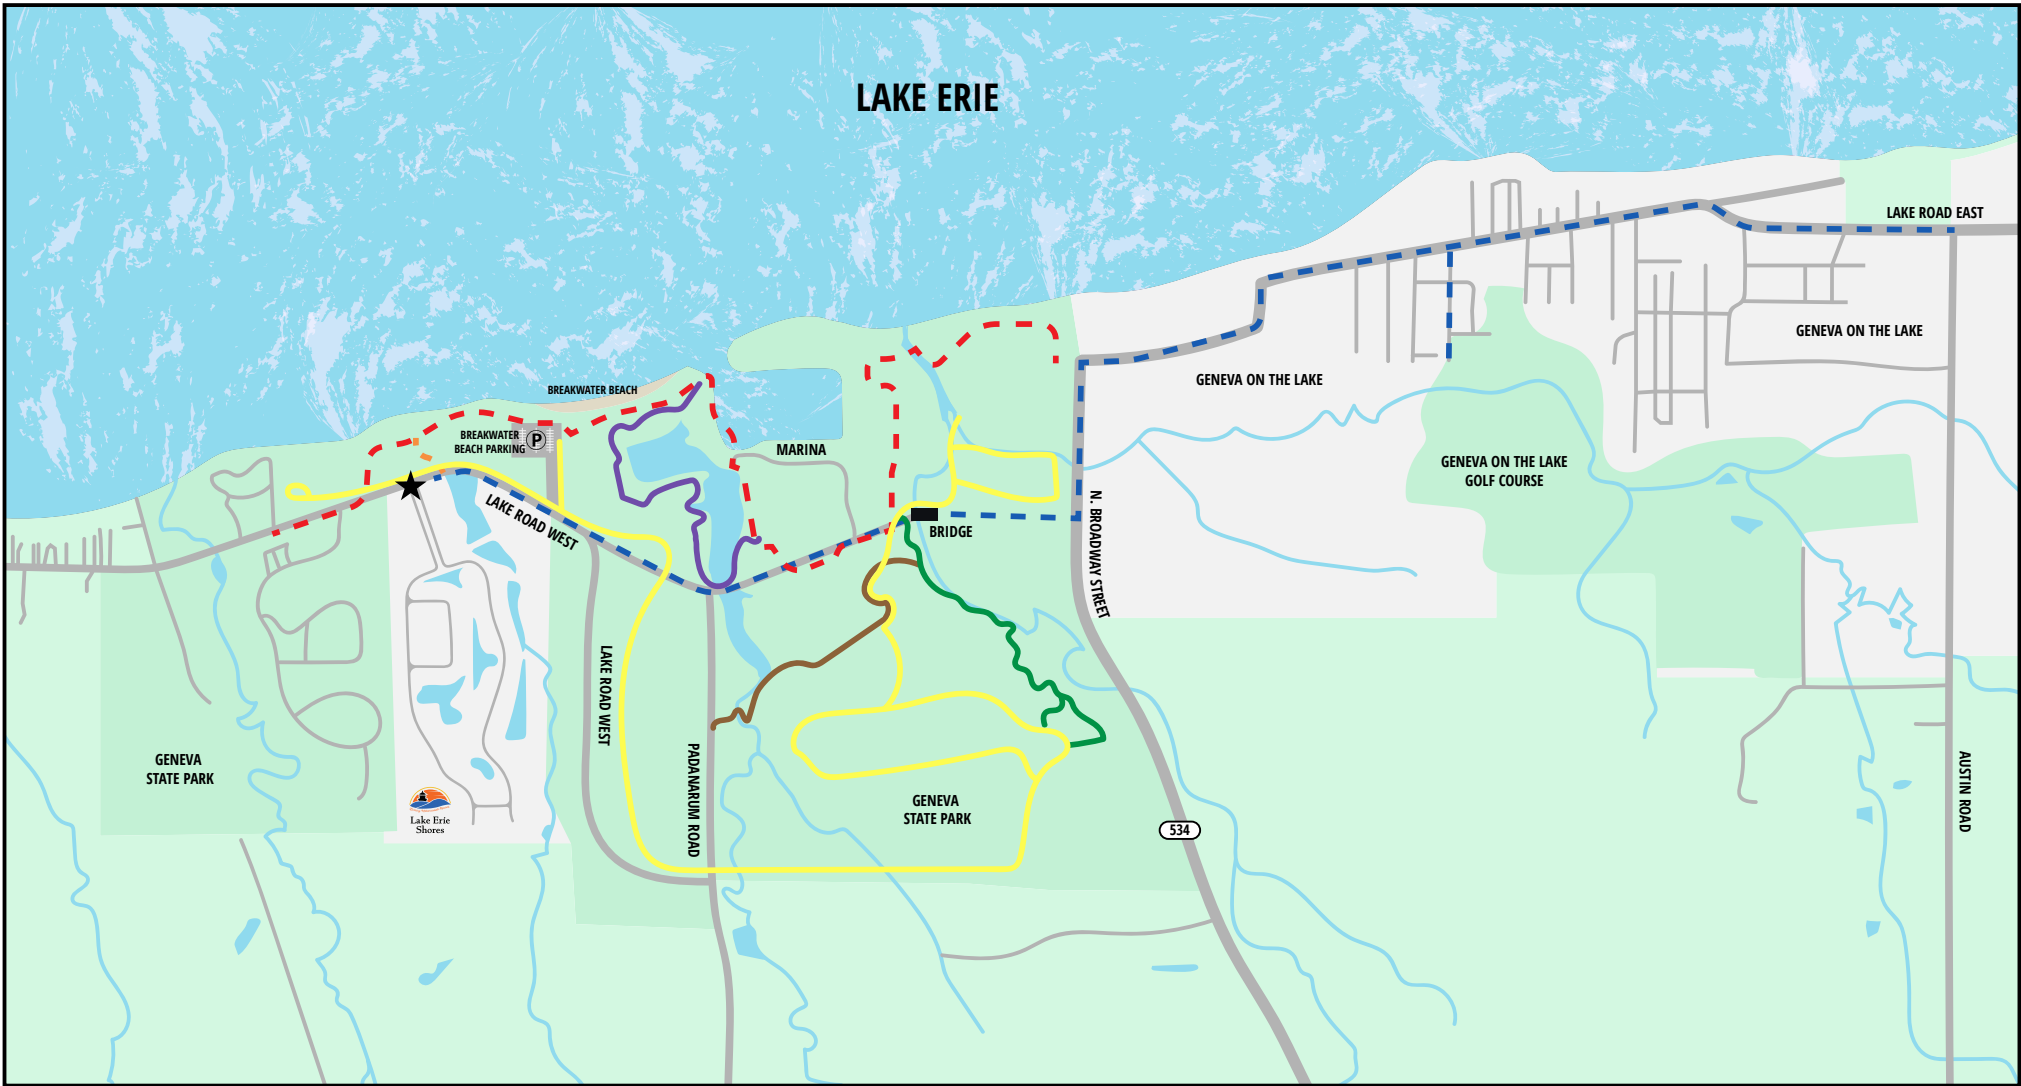 LAKE ERIE
LAKE ROAD EAST
GENEVA ON THE LAKE
GENEVA ON THE LAKE
BREAKWATER BEACH
BREAKWATER
BEACH PARKING
P
MARINA
GENEVA ON THE LAKE
GOLF COURSE
LAKE ROAD WEST
BRIDGE
N. BROADWAY STREET
LAKE ROAD WEST
PADANARUM ROAD
GENEVA
STATE PARK
GENEVA
STATE PARK
Lake Erie
Shores
534
AUSTIN ROAD